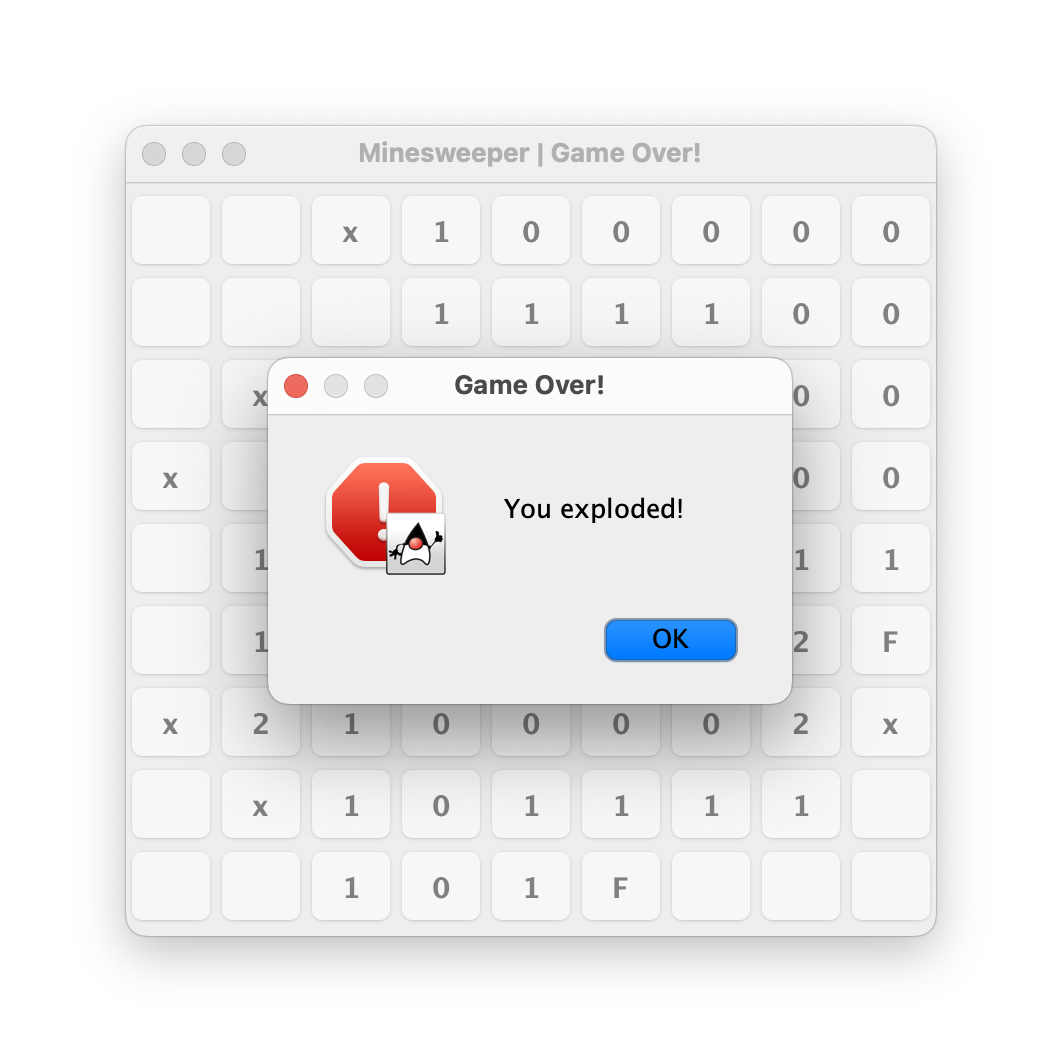 Minesweeper | Game Over!
x 1 0 0 0 0 0
1 1 1 1 0 0
x 0 0
Game Over!
x 0 0
You exploded!
1 1 1
1 2 F
OK
x 2 1 0 0 0 0 2 x
x 1 0 1 1 1 1
1 0 1 F